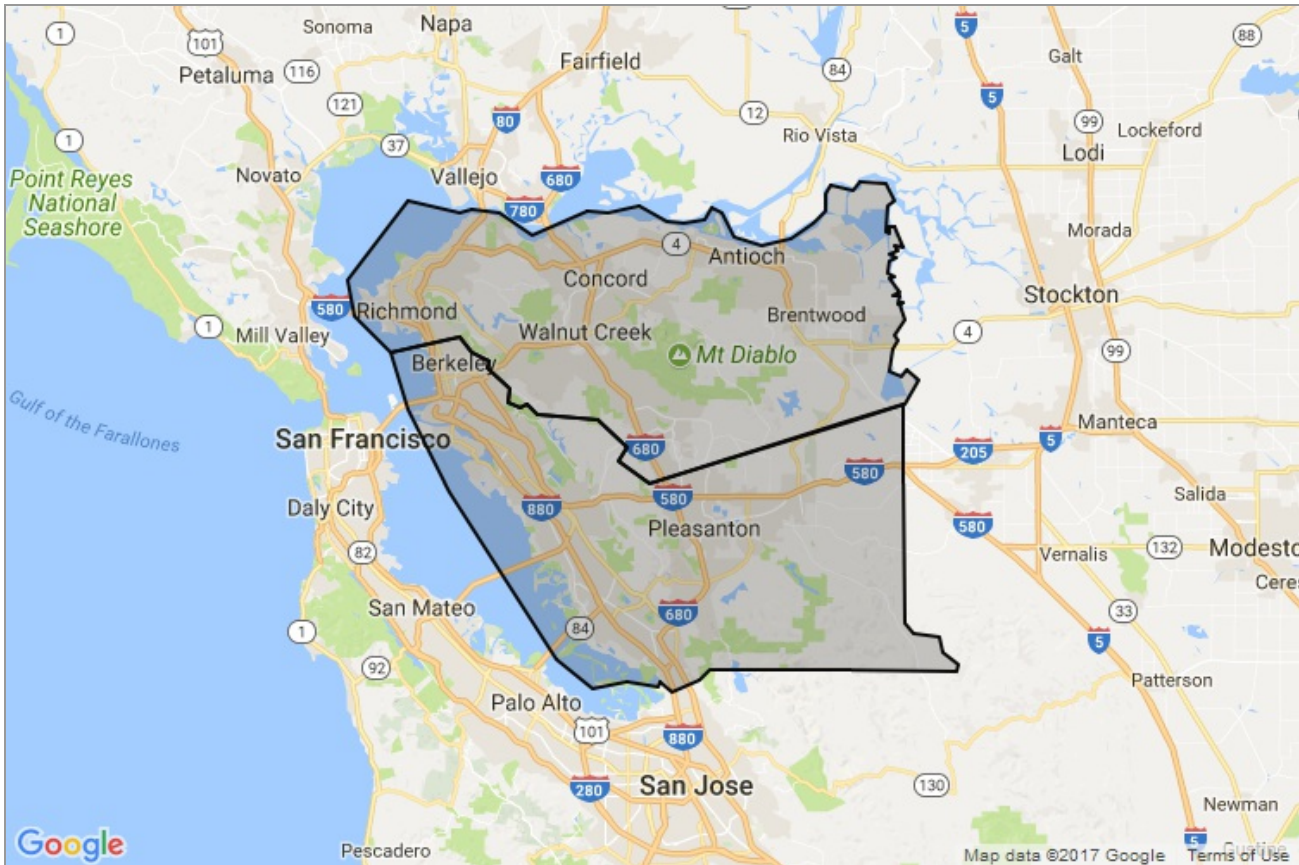 1
Sonoma
Napa
5
88
101
Petaluma
116
Fairfield
84
Galt
121
80
12
99
Lockeford
1
37
Rio Vista
Lodi
Point Reyes
National
Seashore
Novato
Vallejo
680
780
Morada
4
Antioch
Concord
Stockton
580
Richmond
Brentwood
1
Mill Valley
Walnut Creek
4
Mt Diablo
99
Berkeley
Gulf of the Farallones
Manteca
San Francisco
680
205
5
580
580
Salida
Daly City
880
Pleasanton
580
82
Vernalis
132
Modesto
Ceres
San Mateo
680
33
1
84
5
92
Patterson
Palo Alto
101
880
San Jose
280
130
Newman
5
Pescadero
Gustine
Google
Map data ©2017 Google
Terms of Use